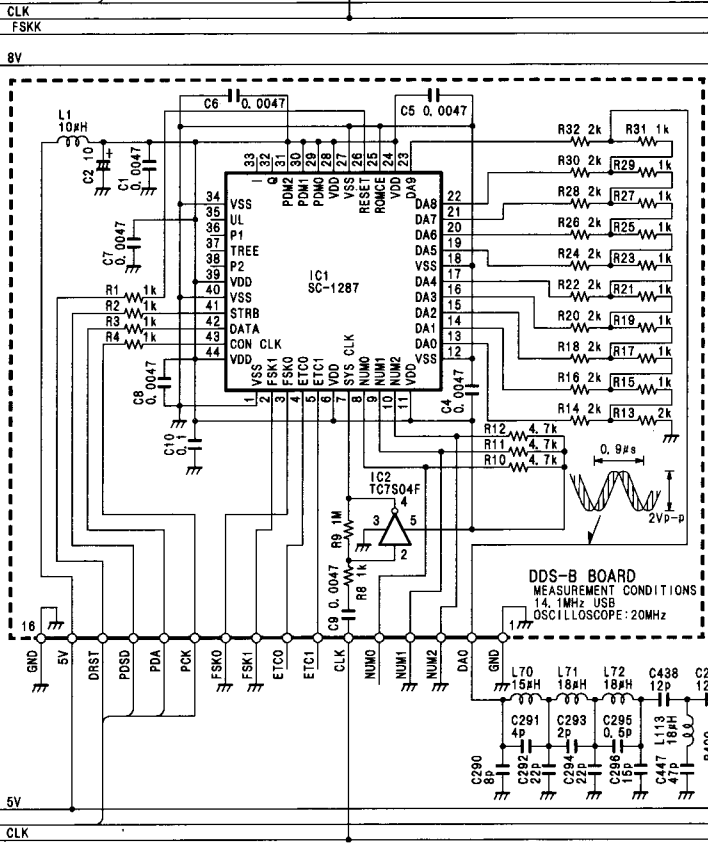 CLK
FSKK
8V
L1
10μH
C2 10
+
C1
0.0047
C6 0.0047
C5 0.0047
R32 2k R31 1k
R30 2k R29 1k
R28 2k R27 1k
R26 2k R25 1k
R24 2k R23 1k
R22 2k R21 1k
R20 2k R19 1k
R18 2k R17 1k
R16 2k R15 1k
R14 2k R13 2k
33 32 31 30 29 28 27 26 25 24 23
I Q PDM2 PDM1 PDM0 VDD VSS RESET ROMCE VDD DA9
34 VSS
35 UL
36 P1
37 TREE
38 P2
39 VDD
40 VSS
41 STRB
42 DATA
43 CON CLK
44 VDD
DA8 22
DA7 21
DA6 20
DA5 19
VSS 18
DA4 17
DA3 16
DA2 15
DA1 14
DA0 13
VSS 12
IC1
SC-1287
VSS FSK1 FSK0 ETC0 ETC1 VDD SYS CLK NUM0 NUM1 NUM2 VDD
1 2 3 4 5 6 7 8 9 10 11
C7
0.0047
R1 1k
R2 1k
R3 1k
R4 1k
C8
0.0047
C10
0.1
C4
0.0047
R12 4.7k
R11 4.7k
R10 4.7k
IC2
TC7S04F
4
3 5
2
R9 1M
R8 1k
C9 0.0047
0.9μs
2Vp-p
DDS-B BOARD
MEASUREMENT CONDITIONS
14.1MHz USB
OSCILLOSCOPE:20MHz
16 1
GND 5V DRST PDSD PDA PCK FSK0 FSK1 ETC0 ETC1 CLK NUM0 NUM1 NUM2 DA0 GND
L70
15μH
L71
18μH
L72
18μH
C438
12p
C2
12
C291
4p
C293
2p
C295
0.5p
L113
18μH
C290
8p
C292
22p
C294
22p
C296
15p
C447
47p
5V
CLK